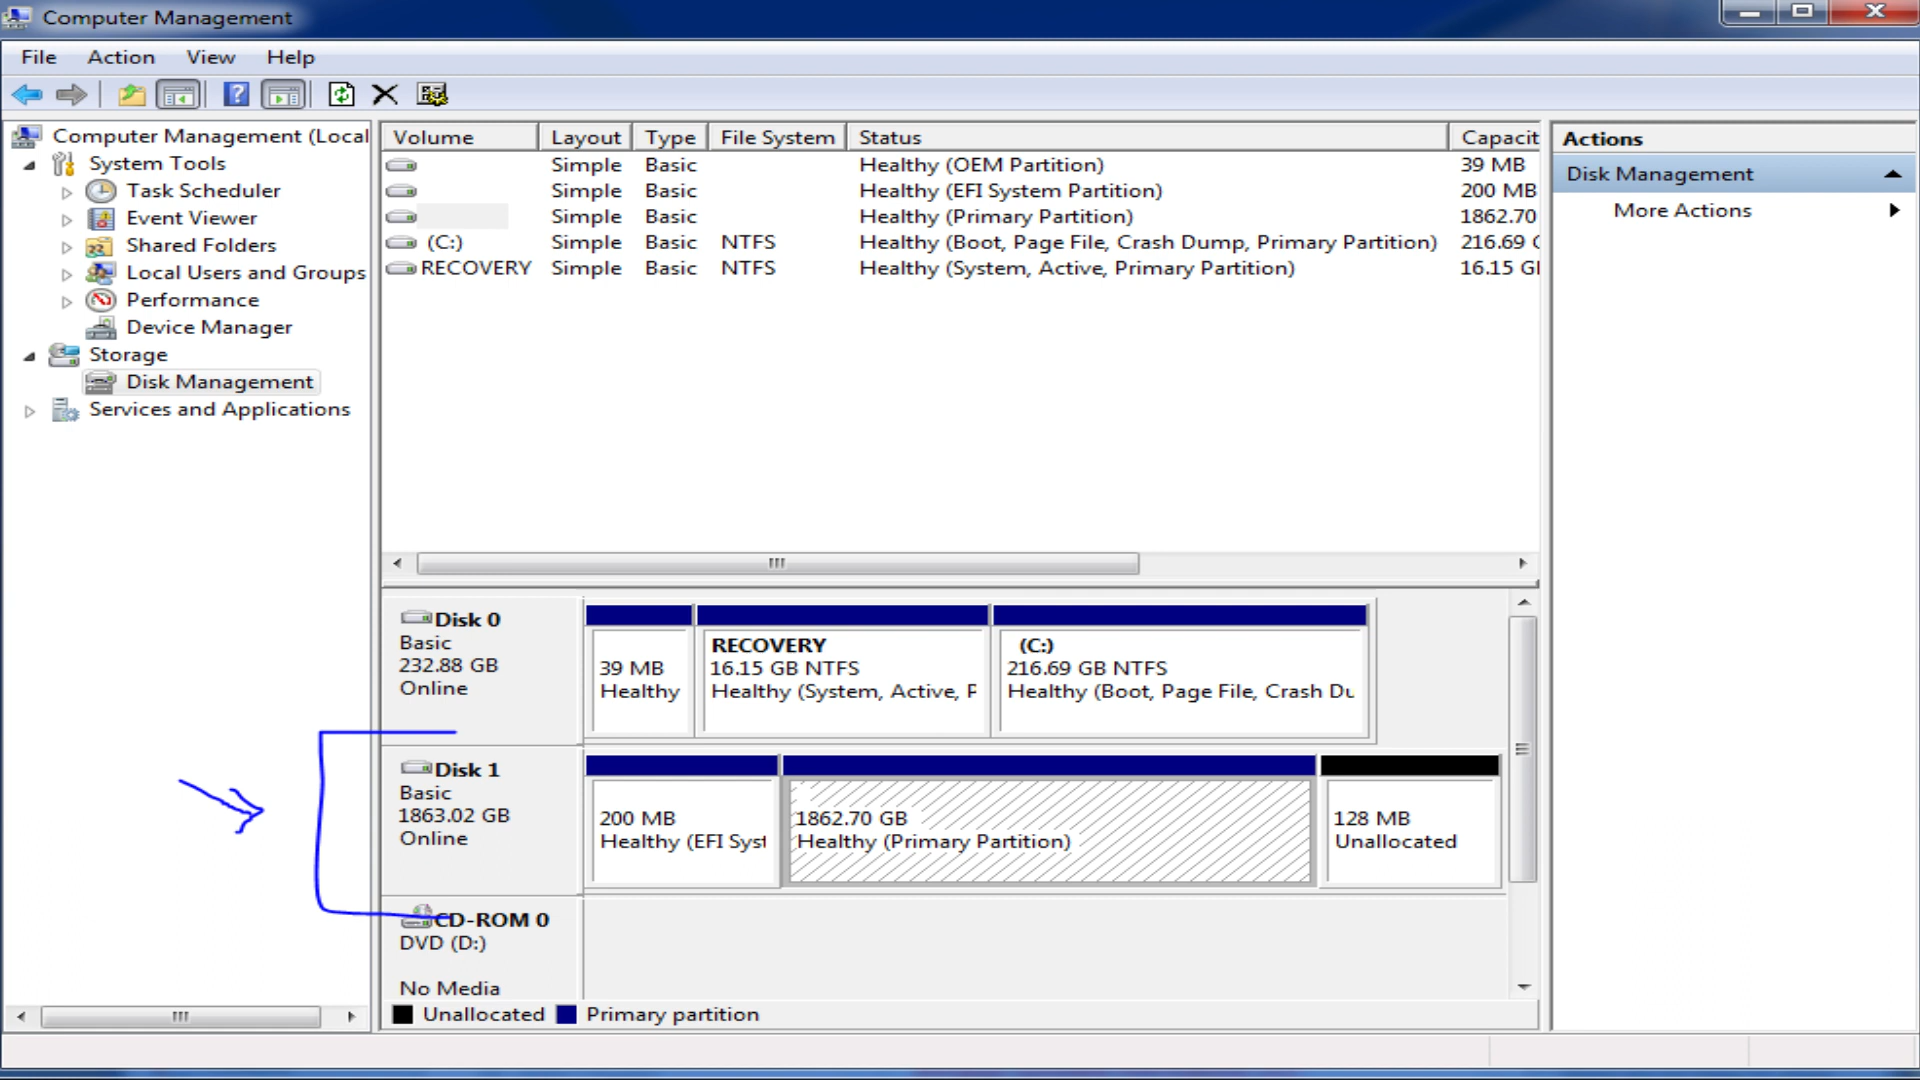 Computer Management
File Action View Help
Computer Management (Local
System Tools
Task Scheduler
Event Viewer
Shared Folders
Local Users and Groups
Performance
Device Manager
Storage
Disk Management
Services and Applications
Volume Layout Type File System Status Capacit
Simple Basic Healthy (OEM Partition) 39 MB
Simple Basic Healthy (EFI System Partition) 200 MB
Simple Basic Healthy (Primary Partition) 1862.70
(C:) Simple Basic NTFS Healthy (Boot, Page File, Crash Dump, Primary Partition) 216.69 G
RECOVERY Simple Basic NTFS Healthy (System, Active, Primary Partition) 16.15 GI
Disk 0
Basic
232.88 GB
Online
39 MB
Healthy
RECOVERY
16.15 GB NTFS
Healthy (System, Active, P
(C:)
216.69 GB NTFS
Healthy (Boot, Page File, Crash Du
Disk 1
Basic
1863.02 GB
Online
200 MB
Healthy (EFI Syst
1862.70 GB
Healthy (Primary Partition)
128 MB
Unallocated
CD-ROM 0
DVD (D:)
No Media
Unallocated Primary partition
Actions
Disk Management
More Actions